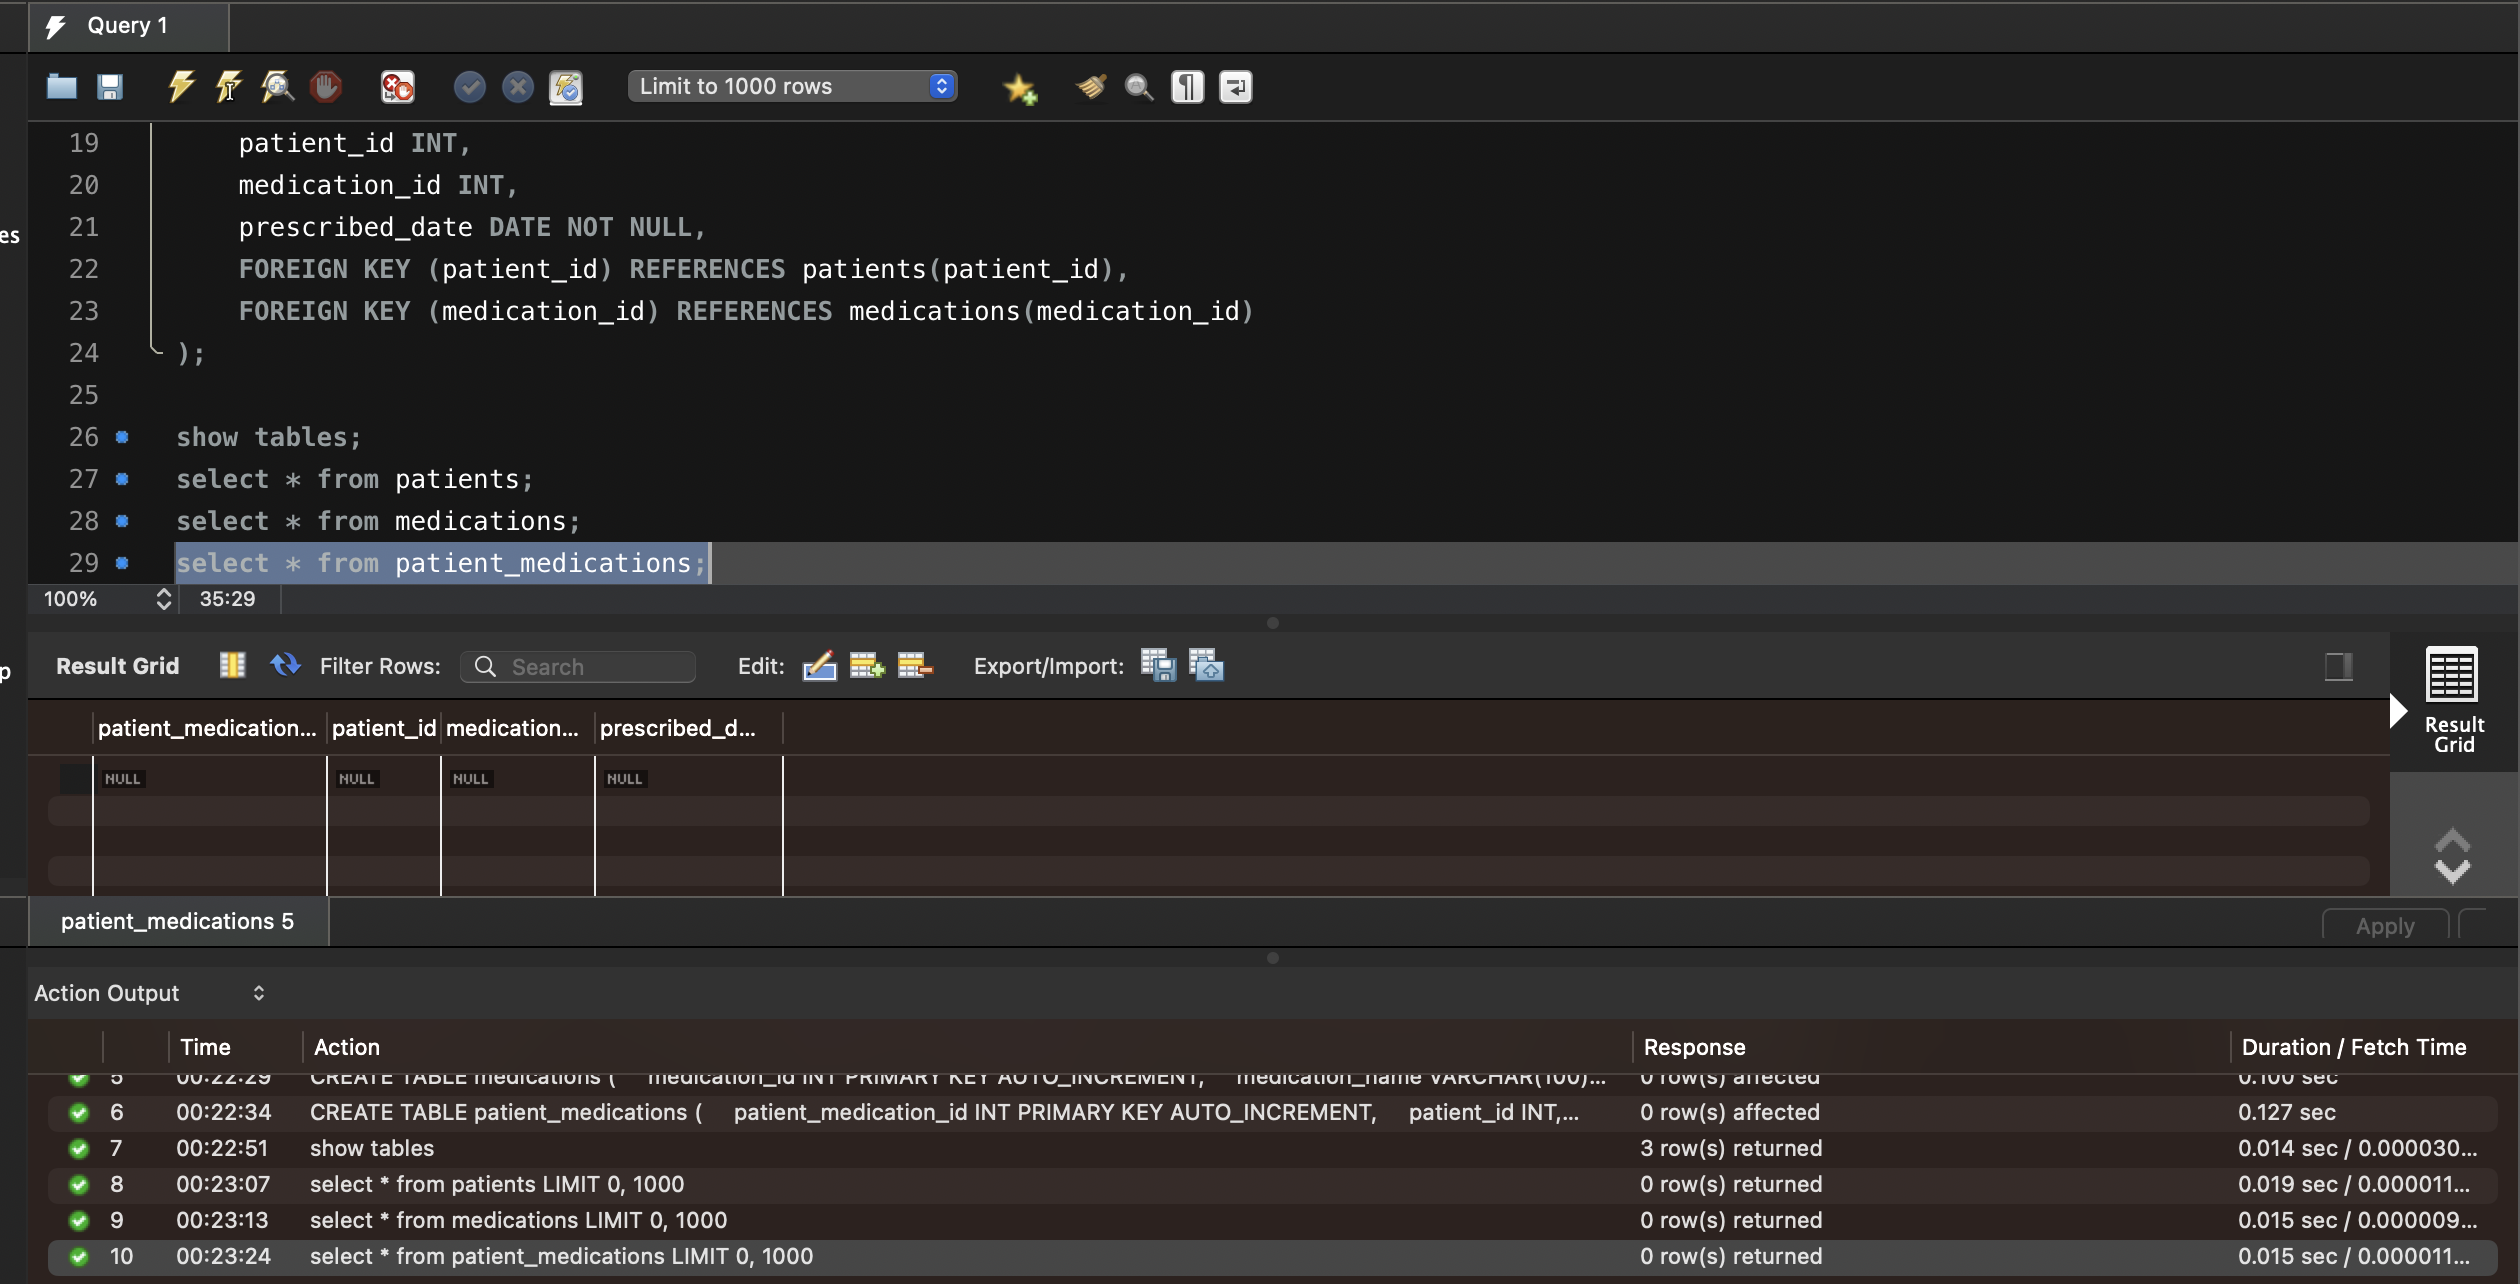 Query 1
Limit to 1000 rows
19 patient_id INT,
20 medication_id INT,
es
21 prescribed_date DATE NOT NULL,
22 FOREIGN KEY (patient_id) REFERENCES patients(patient_id),
23 FOREIGN KEY (medication_id) REFERENCES medications(medication_id)
24 );
25
26 show tables;
27 select * from patients;
28 select * from medications;
29 select * from patient_medications;
100% 35:29
p
Result Grid Filter Rows: Search Edit: Export/Import:
Result
Grid
patient_medication... patient_id medication... prescribed_d...
NULL NULL NULL NULL
patient_medications 5 Apply
Action Output
Time Action Response Duration / Fetch Time
5 00:22:29 CREATE TABLE medications ( medication_id INT PRIMARY KEY AUTO_INCREMENT, medication_name VARCHAR(100)... 0 row(s) affected 0.100 sec
6 00:22:34 CREATE TABLE patient_medications ( patient_medication_id INT PRIMARY KEY AUTO_INCREMENT, patient_id INT,... 0 row(s) affected 0.127 sec
7 00:22:51 show tables 3 row(s) returned 0.014 sec / 0.000030...
8 00:23:07 select * from patients LIMIT 0, 1000 0 row(s) returned 0.019 sec / 0.000011...
9 00:23:13 select * from medications LIMIT 0, 1000 0 row(s) returned 0.015 sec / 0.000009...
10 00:23:24 select * from patient_medications LIMIT 0, 1000 0 row(s) returned 0.015 sec / 0.000011...